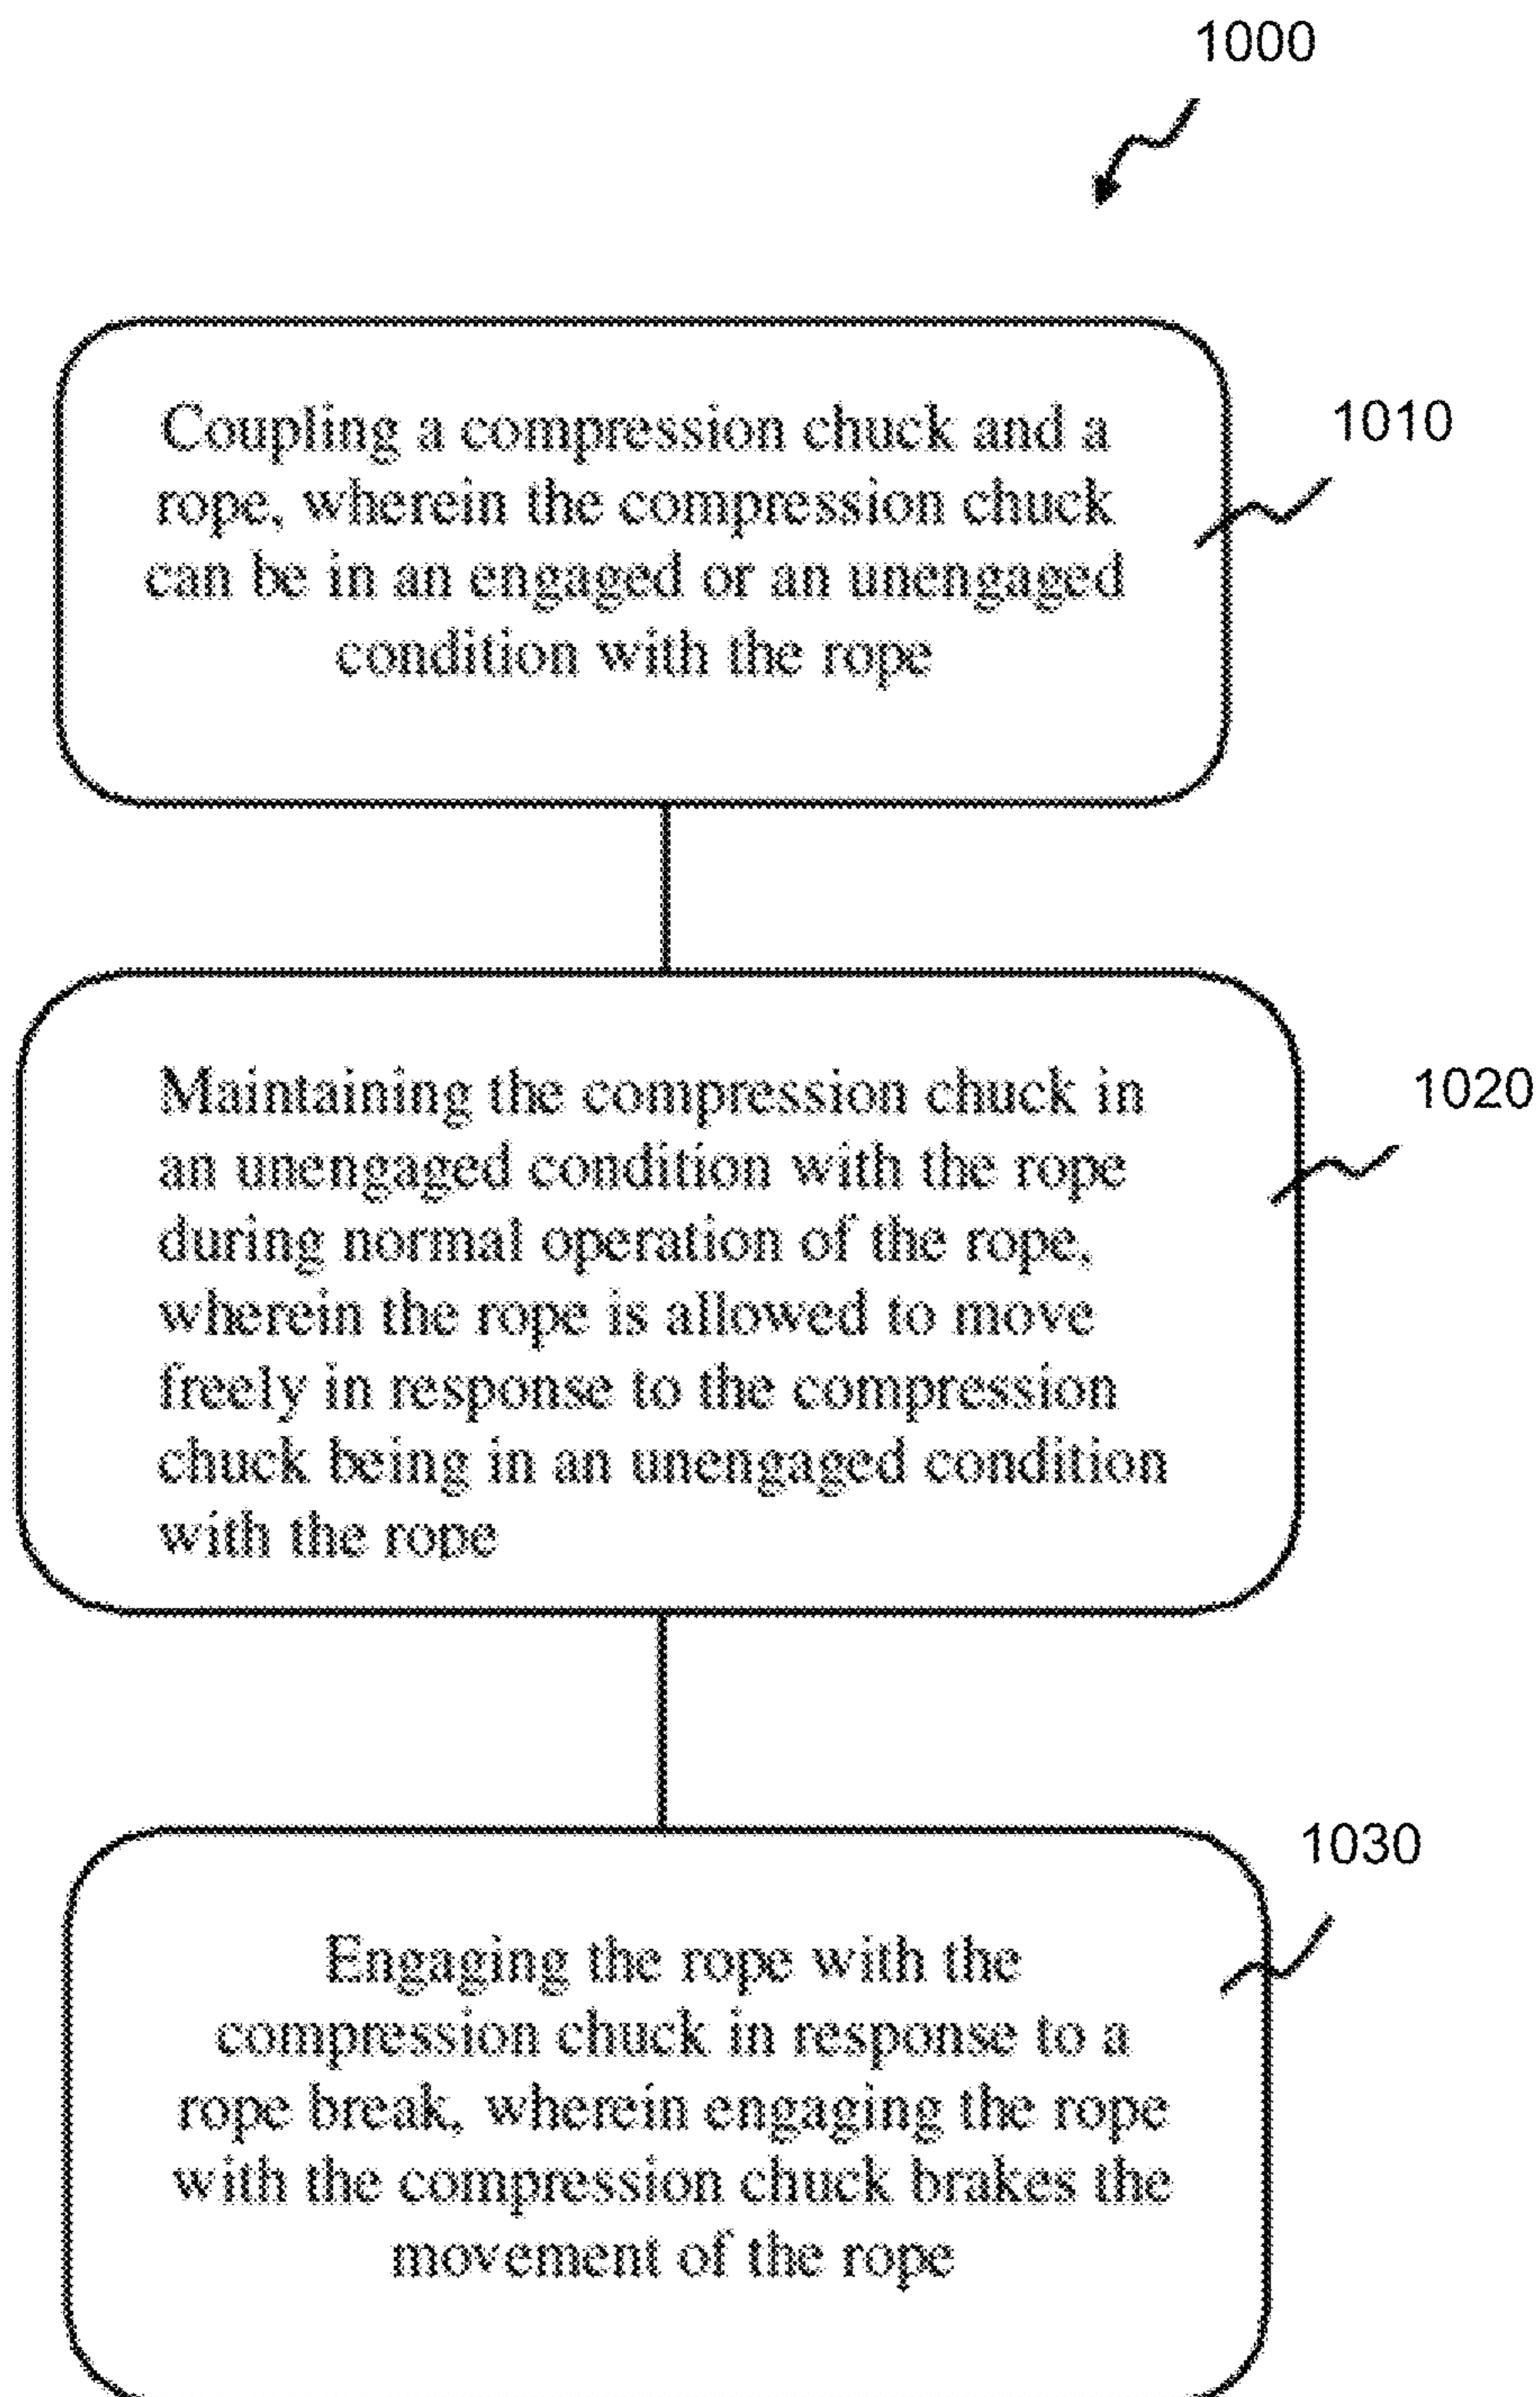 1000
Coupling a compression chuck and a
rope, wherein the compression chuck
can be in an engaged or an unengaged
condition with the rope
1010
Maintaining the compression chuck in
an unengaged condition with the rope
during normal operation of the rope,
wherein the rope is allowed to move
freely in response to the compression
chuck being in an unengaged condition
with the rope
1020
Engaging the rope with the
compression chuck in response to a
rope break, wherein engaging the rope
with the compression chuck brakes the
movement of the rope
1030